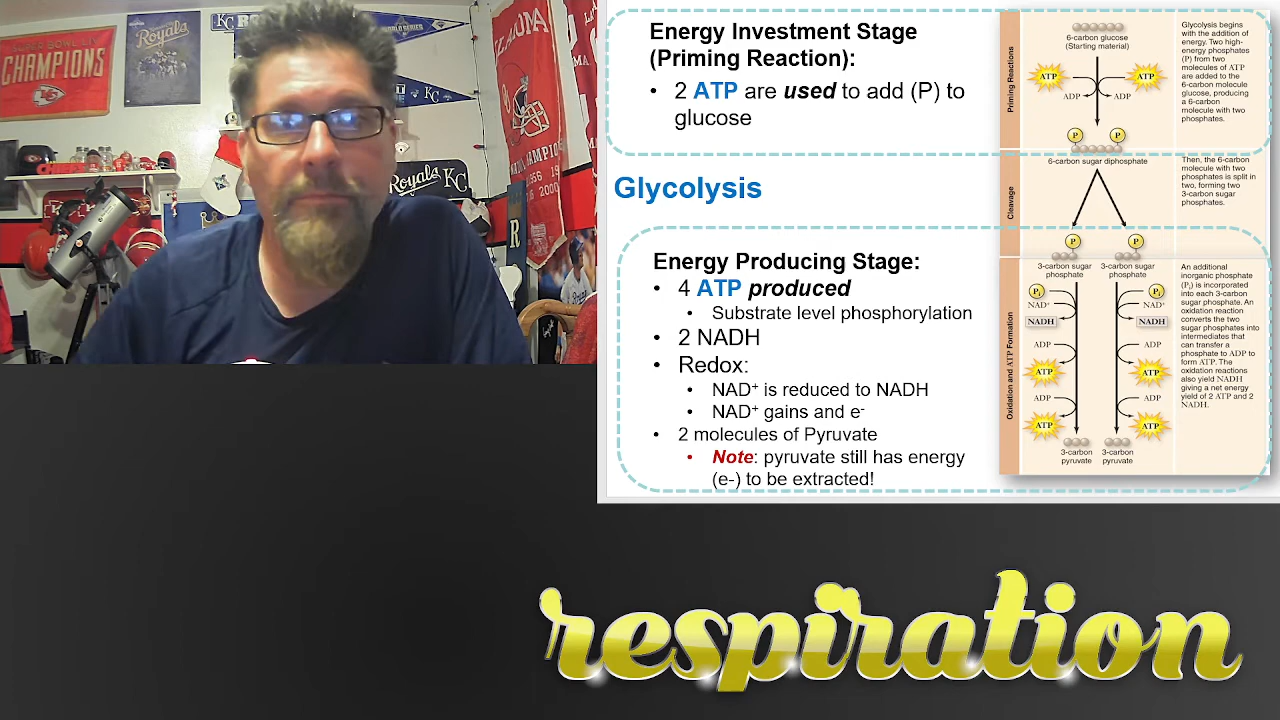 SUPER BOWL LIV
CHAMPIONS
Royals
KC
Royals KC
R
Energy Investment Stage
(Priming Reaction):
• 2 ATP are used to add (P) to
glucose
Glycolysis
Energy Producing Stage:
• 4 ATP produced
• Substrate level phosphorylation
• 2 NADH
• Redox:
• NAD+ is reduced to NADH
• NAD+ gains and e-
• 2 molecules of Pyruvate
• Note: pyruvate still has energy
(e-) to be extracted!
Priming Reactions
6-carbon glucose
(Starting material)
ATP ATP
ADP ADP
P P
6-carbon sugar diphosphate
Glycolysis begins
with the addition of
energy. Two high-
energy phosphates
(P) from two
molecules of ATP
are added to the
6-carbon molecule
glucose, producing
a 6-carbon
molecule with two
phosphates.
Cleavage
P P
3-carbon sugar 3-carbon sugar
phosphate phosphate
Then, the 6-carbon
molecule with two
phosphates is split in
two, forming two
3-carbon sugar
phosphates.
Oxidation and ATP Formation
Pi Pi
NAD+ NAD+
NADH NADH
ADP ADP
ATP ATP
ADP ADP
ATP ATP
3-carbon 3-carbon
pyruvate pyruvate
An additional
inorganic phosphate
(Pi) is incorporated
into each 3-carbon
sugar phosphate. An
oxidation reaction
converts the two
sugar phosphates into
intermediates that
can transfer a
phosphate to ADP to
form ATP. The
oxidation reactions
also yield NADH
giving a net energy
yield of 2 ATP and 2
NADH.
respiration